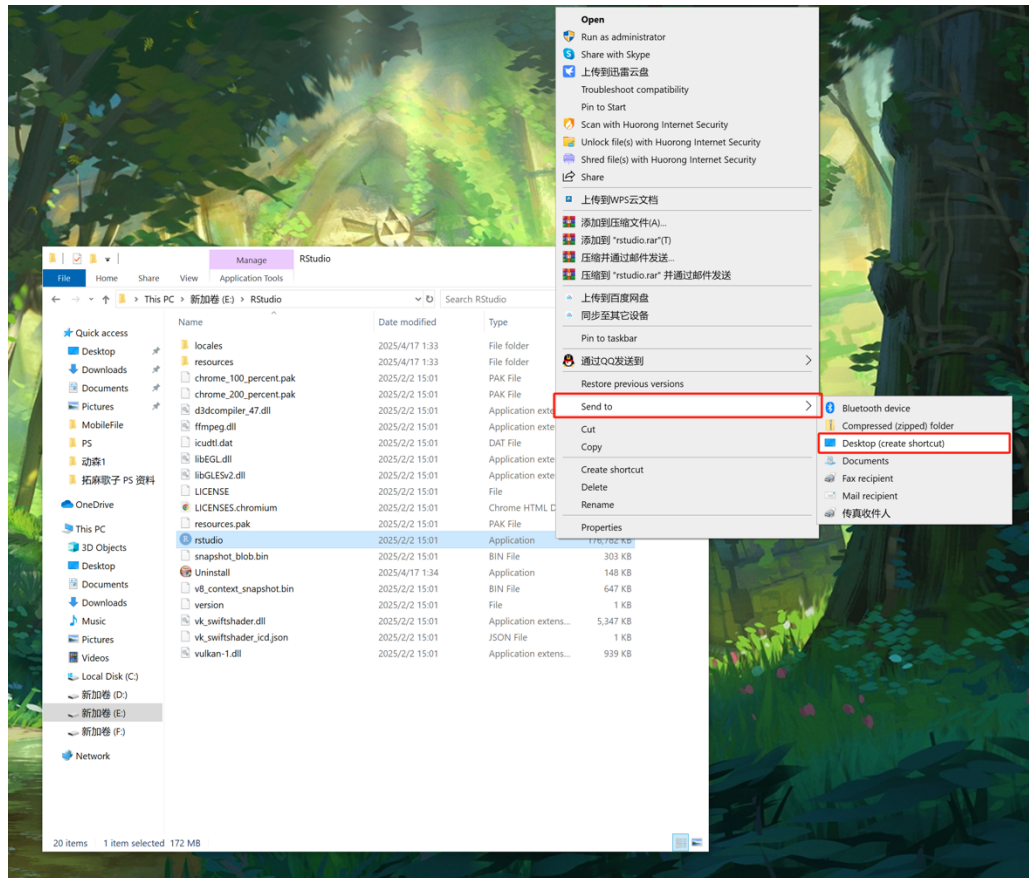 Open
Run as administrator
Share with Skype
上传到迅雷云盘
Troubleshoot compatibility
Pin to Start
Scan with Huorong Internet Security
Unlock file(s) with Huorong Internet Security
Shred file(s) with Huorong Internet Security
Share
上传到WPS云文档
添加到压缩文件(A)...
添加到 "rstudio.rar"(T)
压缩并通过邮件发送...
压缩到 "rstudio.rar" 并通过邮件发送
上传到百度网盘
同步至其它设备
Pin to taskbar
通过QQ发送到
Restore previous versions
Send to
Cut
Copy
Create shortcut
Delete
Rename
Properties
Bluetooth device
Compressed (zipped) folder
Desktop (create shortcut)
Documents
Fax recipient
Mail recipient
传真收件人
Manage RStudio
File Home Share View Application Tools
This PC > 新加卷 (E:) > RStudio Search RStudio
Quick access
Desktop
Downloads
Documents
Pictures
MobileFile
PS
动森1
拓麻歌子 PS 资料
OneDrive
This PC
3D Objects
Desktop
Documents
Downloads
Music
Pictures
Videos
Local Disk (C:)
新加卷 (D:)
新加卷 (E:)
新加卷 (F:)
Network
Name Date modified Type
locales 2025/4/17 1:33 File folder
resources 2025/4/17 1:33 File folder
chrome_100_percent.pak 2025/2/2 15:01 PAK File
chrome_200_percent.pak 2025/2/2 15:01 PAK File
d3dcompiler_47.dll 2025/2/2 15:01 Application exte
ffmpeg.dll 2025/2/2 15:01 Application exte
icudtl.dat 2025/2/2 15:01 DAT File
libEGL.dll 2025/2/2 15:01 Application exte
libGLESv2.dll 2025/2/2 15:01 Application exte
LICENSE 2025/2/2 15:01 File
LICENSES.chromium 2025/2/2 15:01 Chrome HTML D
resources.pak 2025/2/2 15:01 PAK File
rstudio 2025/2/2 15:01 Application 176,762 KB
snapshot_blob.bin 2025/2/2 15:01 BIN File 303 KB
Uninstall 2025/4/17 1:34 Application 148 KB
v8_context_snapshot.bin 2025/2/2 15:01 BIN File 647 KB
version 2025/2/2 15:01 File 1 KB
vk_swiftshader.dll 2025/2/2 15:01 Application extens... 5,347 KB
vk_swiftshader_icd.json 2025/2/2 15:01 JSON File 1 KB
vulkan-1.dll 2025/2/2 15:01 Application extens... 939 KB
20 items 1 item selected 172 MB